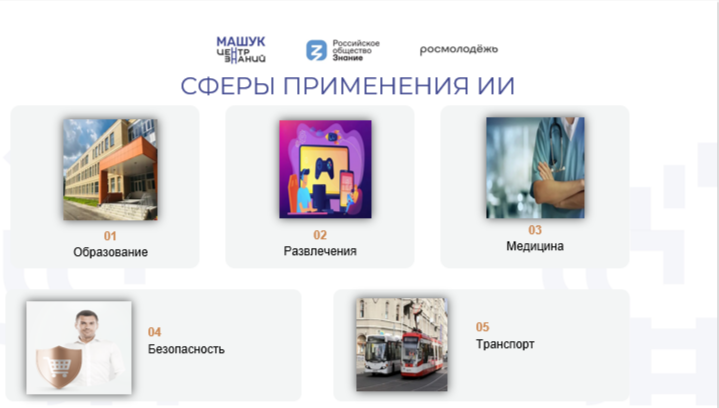 МАШУК
ЦЕНТР
ЗНАНИЙ
Российское
общество
Знание
росмолодёжь
СФЕРЫ ПРИМЕНЕНИЯ ИИ
01
Образование
02
Развлечения
03
Медицина
04
Безопасность
05
Транспорт